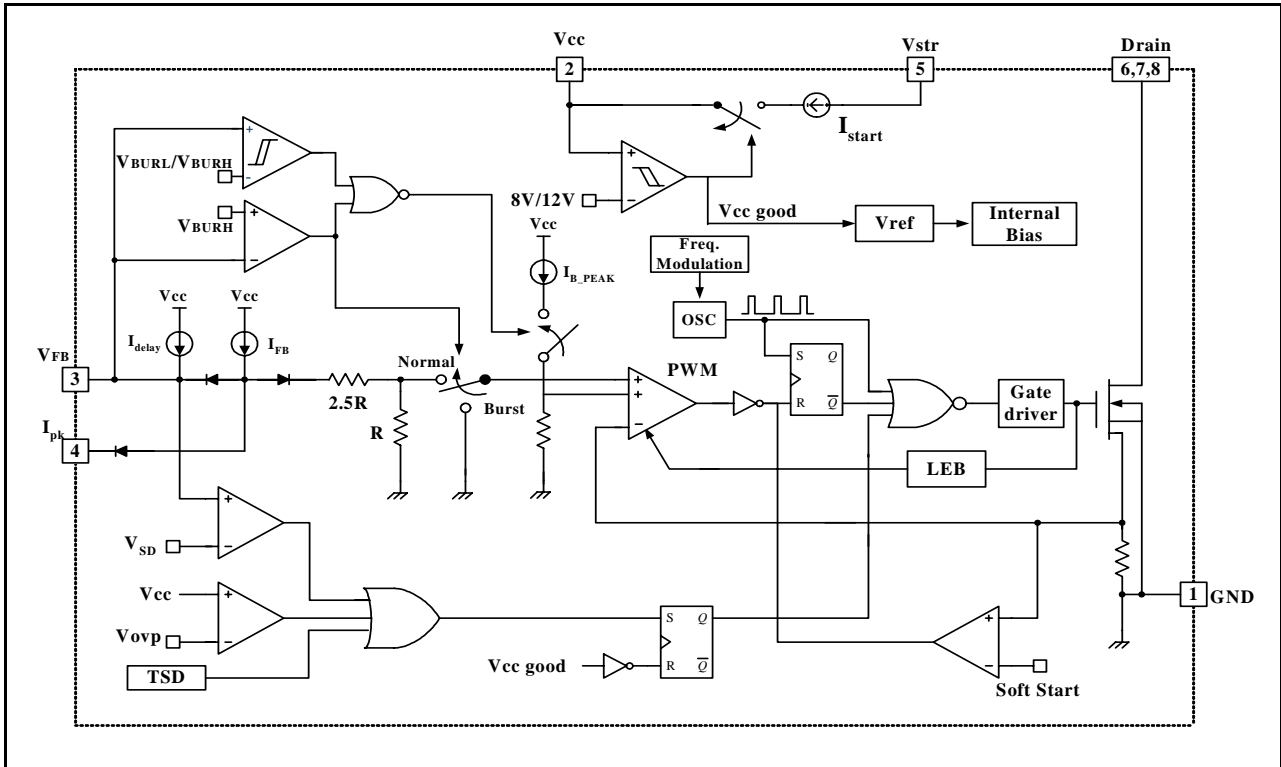 Vcc
Vstr
Drain
2
5
6,7,8
+
VBURL/VBURH
-
Istart
+
8V/12V
−
Vcc good
Vref
Internal
Bias
+
VBURH
−
Vcc
IB_PEAK
Freq.
Modulation
OSC
Vcc
Vcc
Idelay
IFB
VFB
3
Normal
Burst
2.5R
R
PWM
+
+
−
S
Q
R
Q
Gate
driver
Ipk
4
LEB
+
VSD
−
Vcc
+
Vovp
−
TSD
S
Q
Vcc good
R
Q
+
−
Soft Start
1
GND